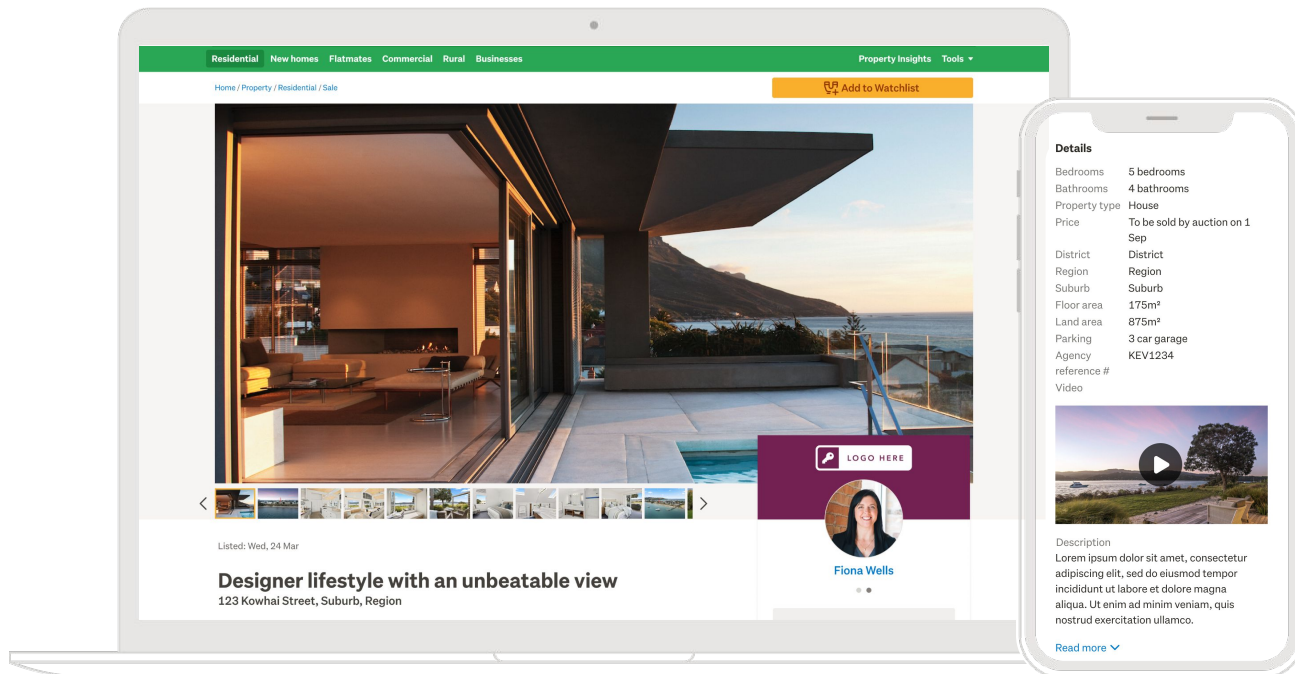 Residential New homes Flatmates Commercial Rural Businesses Property Insights Tools
Home / Property / Residential / Sale
Add to Watchlist
LOGO HERE
Listed: Wed, 24 Mar
Designer lifestyle with an unbeatable view
123 Kowhai Street, Suburb, Region
Fiona Wells
Details
Bedrooms 5 bedrooms
Bathrooms 4 bathrooms
Property type House
Price To be sold by auction on 1
Sep
District District
Region Region
Suburb Suburb
Floor area 175m²
Land area 875m²
Parking 3 car garage
Agency KEV1234
reference #
Video
Description
Lorem ipsum dolor sit amet, consectetur
adipiscing elit, sed do eiusmod tempor
incididunt ut labore et dolore magna
aliqua. Ut enim ad minim veniam, quis
nostrud exercitation ullamco.
Read more